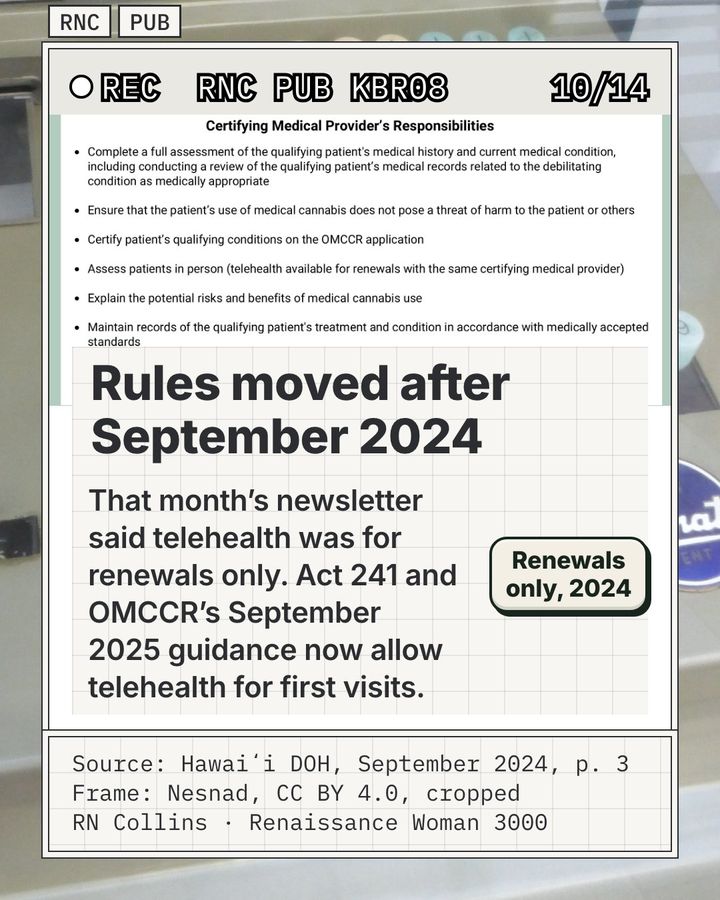 RNC PUB
REC RNC PUB KBR08 10/14
Certifying Medical Provider’s Responsibilities
• Complete a full assessment of the qualifying patient's medical history and current medical condition,
including conducting a review of the qualifying patient’s medical records related to the debilitating
condition as medically appropriate
• Ensure that the patient’s use of medical cannabis does not pose a threat of harm to the patient or others
• Certify patient’s qualifying conditions on the OMCCR application
• Assess patients in person (telehealth available for renewals with the same certifying medical provider)
• Explain the potential risks and benefits of medical cannabis use
• Maintain records of the qualifying patient's treatment and condition in accordance with medically accepted
standards
Rules moved after
September 2024
That month’s newsletter
said telehealth was for
renewals only. Act 241 and
OMCCR’s September
2025 guidance now allow
telehealth for first visits.
Renewals
only, 2024
Source: Hawaiʻi DOH, September 2024, p. 3
Frame: Nesnad, CC BY 4.0, cropped
RN Collins · Renaissance Woman 3000